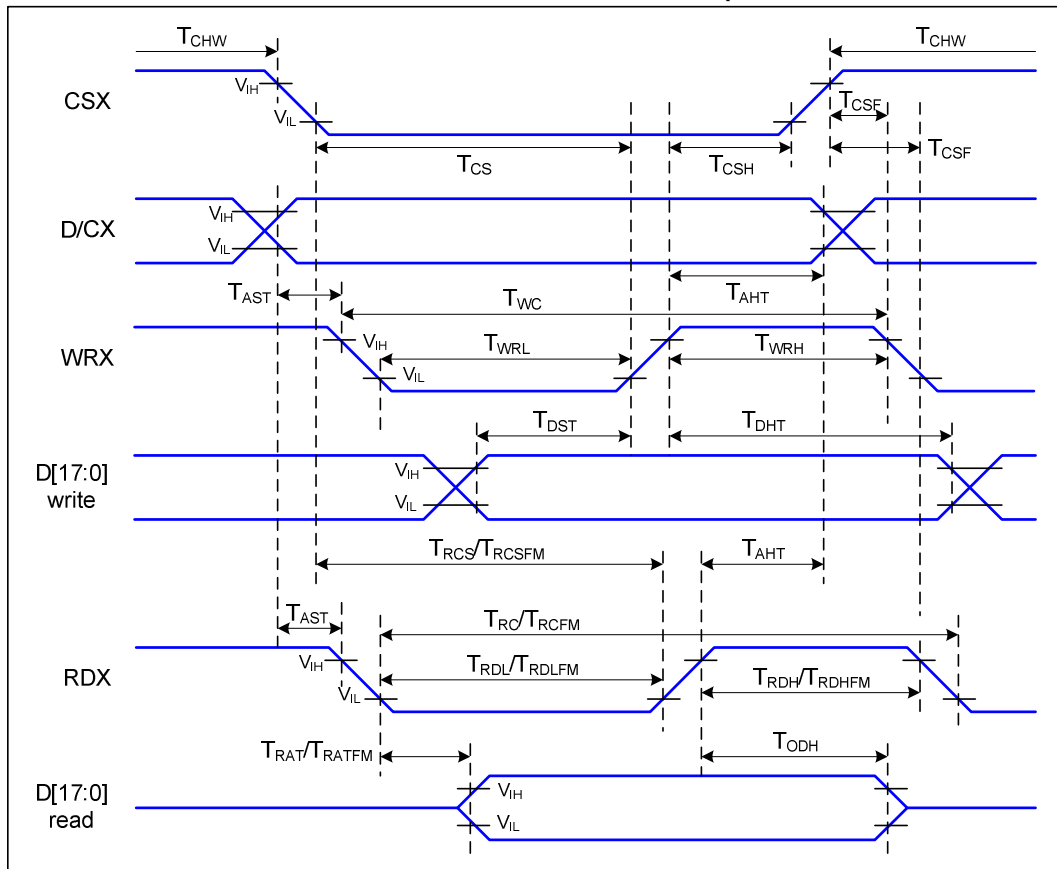 TCHW TCHW
VIH
CSX
TCSF
VIL
TCSF
TCS TCSH
VIH
D/CX
VIL
TAST TWC TAHT
VIH
WRX TWRL TWRH
VIL
TDST TDHT
D[17:0]
write
VIH
VIL
TRCS/TRCSFM TAHT
TAST TRC/TRCFM
VIH
RDX TRDL/TRDLFM TRDH/TRDHFM
VIL
TRAT/TRATFM TODH
D[17:0]
read
VIH
VIL